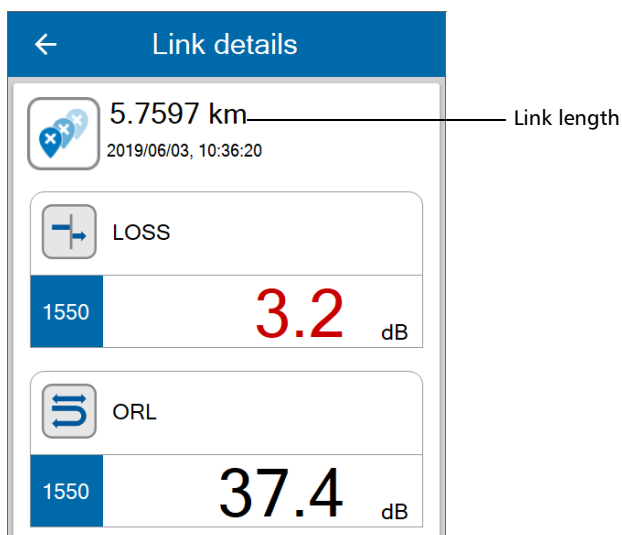 Link details
5.7597 km
Link length
2019/06/03, 10:36:20
LOSS
1550
3.2 dB
ORL
1550
37.4 dB